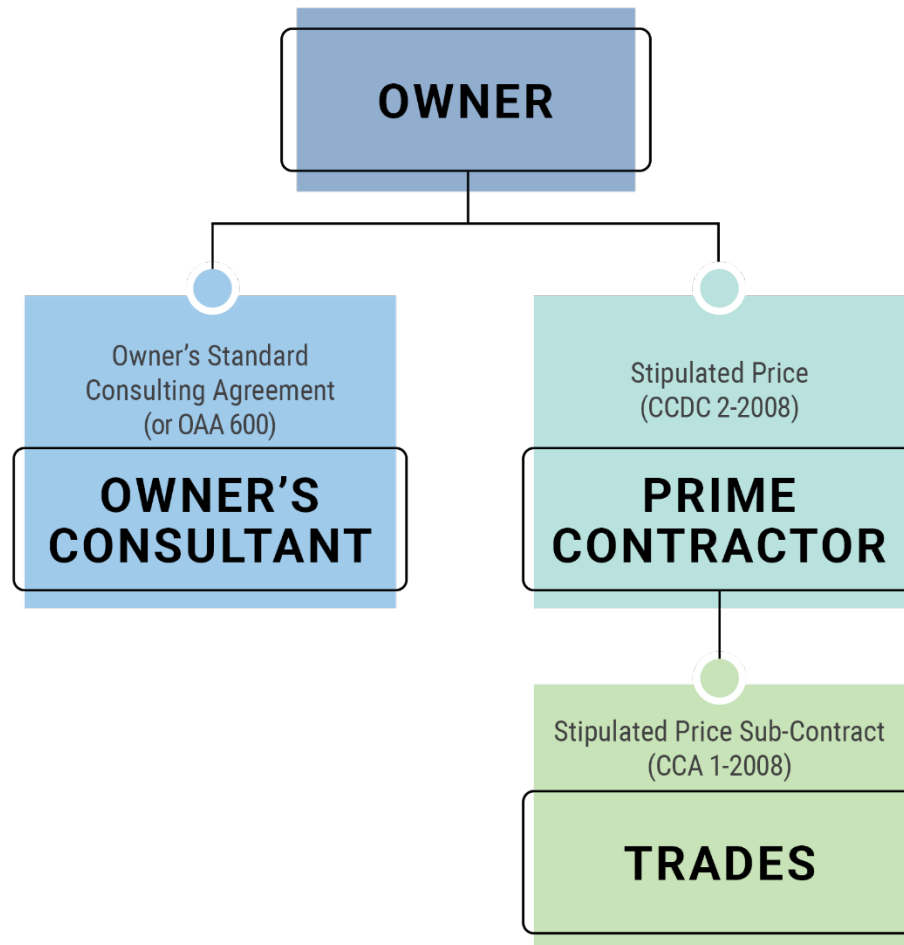 OWNER
Owner’s Standard
Consulting Agreement
(or OAA 600)
OWNER’S
CONSULTANT
Stipulated Price
(CCDC 2-2008)
PRIME
CONTRACTOR
Stipulated Price Sub-Contract
(CCA 1-2008)
TRADES